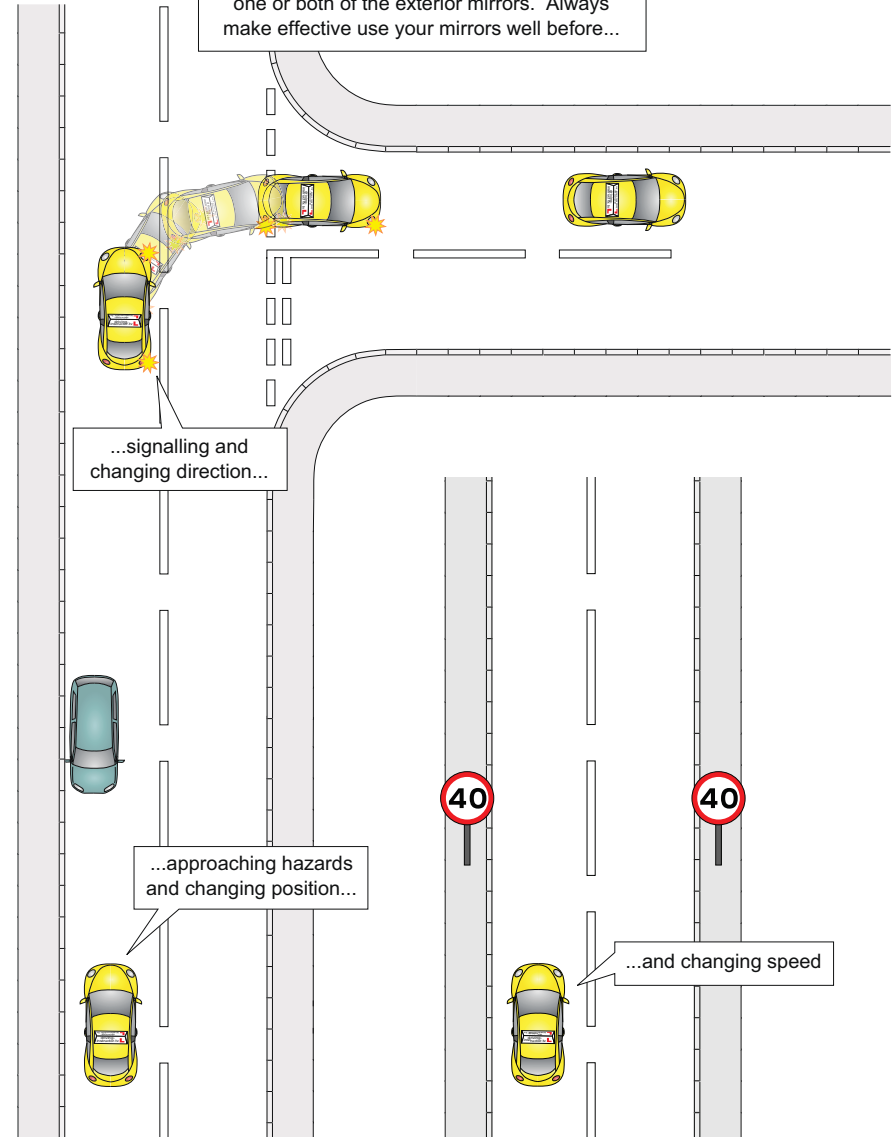 one or both of the exterior mirrors. Always
make effective use your mirrors well before...
...signalling and
changing direction...
40
40
...approaching hazards
and changing position...
...and changing speed